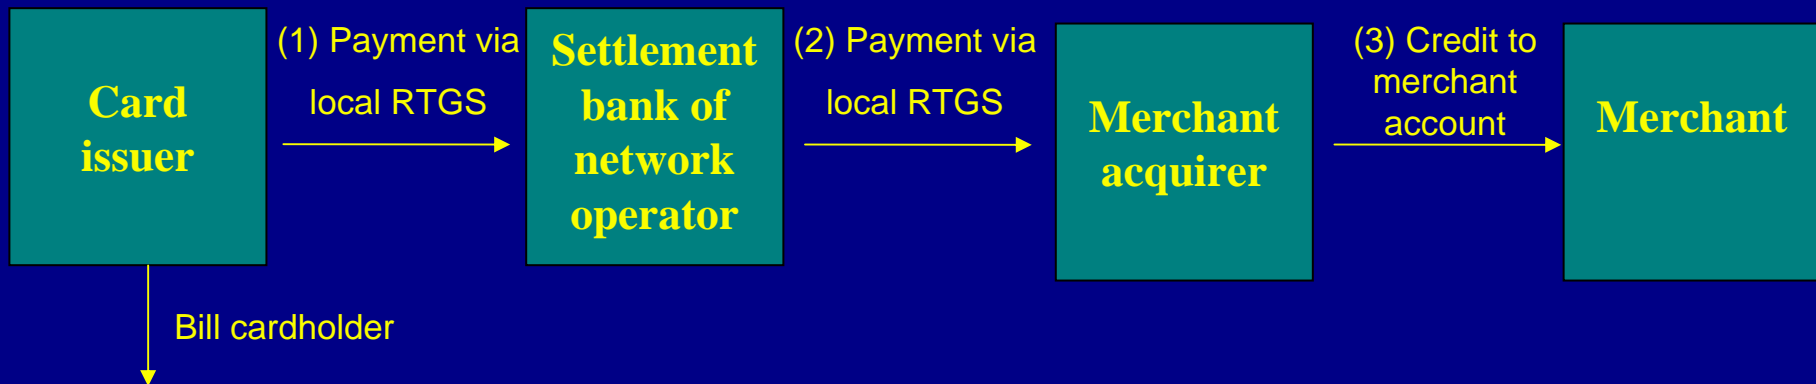 Card
issuer
(1) Payment via
local RTGS
Settlement
bank of
network
operator
(2) Payment via
local RTGS
Merchant
acquirer
(3) Credit to
merchant
account
Merchant
Bill cardholder